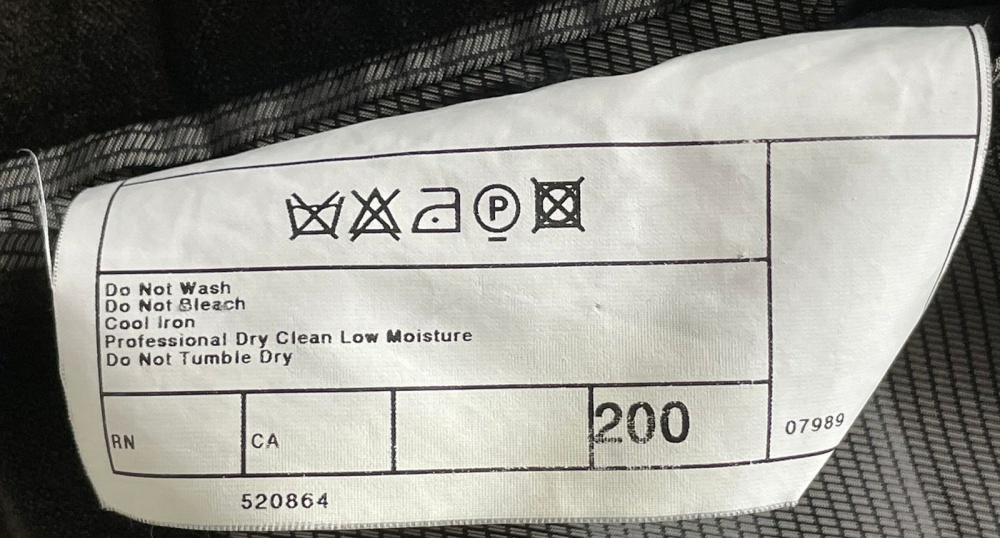 P
Do Not Wash
Do Not Bleach
Cool Iron
Professional Dry Clean Low Moisture
Do Not Tumble Dry
RN
CA
200
07989
520864